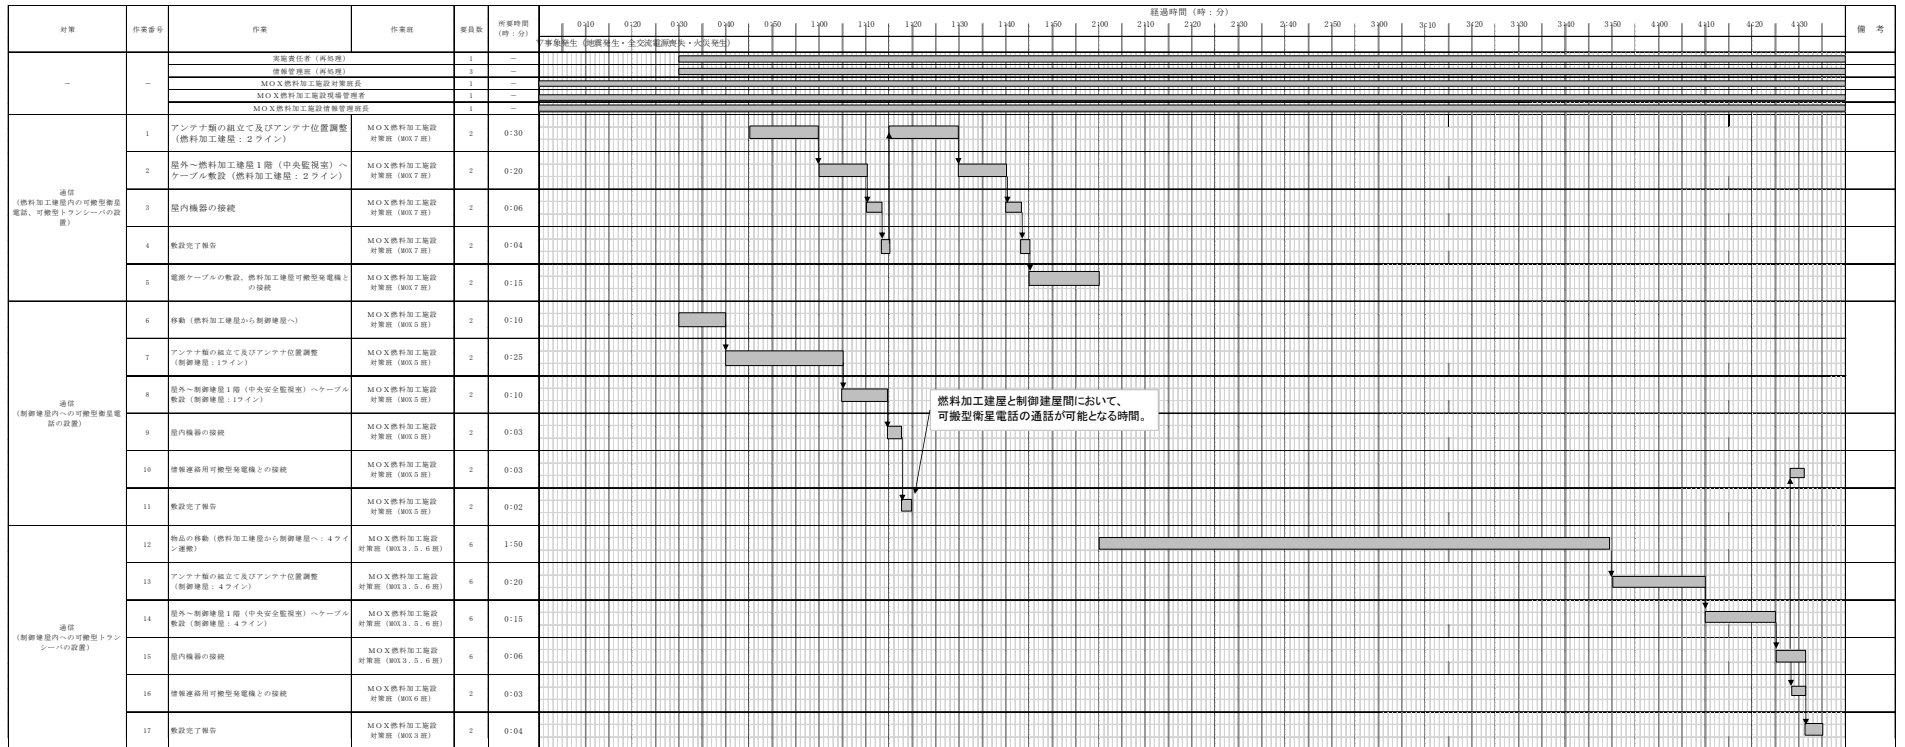 経過時間（時：分）
対策 作業番号 作業 作業班 要員数 所要時間（時：分） 備 考
0:10 0:20 0:30 0:40 0:50 1:00 1:10 1:20 1:30 1:40 1:50 2:00 2:10 2:20 2:30 2:40 2:50 3:00 3:10 3:20 3:30 3:40 3:50 4:00 4:10 4:20 4:30
▽事象発生（地震発生・全交流電源喪失・火災発生）
－ － 実施責任者（再処理） 1 －
情報管理班（再処理） 3 －
ＭＯＸ燃料加工施設対策班長 1 －
ＭＯＸ燃料加工施設現場管理者 1 －
ＭＯＸ燃料加工施設情報管理班長 1 －
通信
（燃料加工建屋内の可搬型衛星
電話、可搬型トランシーバの設
置）
1 アンテナ類の組立て及びアンテナ位置調整 ＭＯＸ燃料加工施設 2 0:30
（燃料加工建屋：２ライン） 対策班（MOX７班）
2 屋外～燃料加工建屋１階（中央監視室）へ ＭＯＸ燃料加工施設 2 0:20
ケーブル敷設（燃料加工建屋：２ライン） 対策班（MOX７班）
3 屋内機器の接続 ＭＯＸ燃料加工施設 2 0:06
対策班（MOX７班）
4 敷設完了報告 ＭＯＸ燃料加工施設 2 0:04
対策班（MOX７班）
5 電源ケーブルの敷設、燃料加工建屋可搬型発電機と ＭＯＸ燃料加工施設 2 0:15
の接続 対策班（MOX７班）
通信
（制御建屋内への可搬型衛星電
話の設置）
6 移動（燃料加工建屋から制御建屋へ） ＭＯＸ燃料加工施設 2 0:10
対策班（MOX５班）
7 アンテナ類の組立て及びアンテナ位置調整 ＭＯＸ燃料加工施設 2 0:25
（制御建屋：1ライン） 対策班（MOX５班）
8 屋外～制御建屋１階（中央安全監視室）へケーブル ＭＯＸ燃料加工施設 2 0:10
敷設（制御建屋：1ライン） 対策班（MOX５班）
燃料加工建屋と制御建屋間において、
可搬型衛星電話の通話が可能となる時間。
9 屋内機器の接続 ＭＯＸ燃料加工施設 2 0:03
対策班（MOX５班）
10 情報連絡用可搬型発電機との接続 ＭＯＸ燃料加工施設 2 0:03
対策班（MOX５班）
11 敷設完了報告 ＭＯＸ燃料加工施設 2 0:02
対策班（MOX５班）
通信
（制御建屋内への可搬型トラン
シーバの設置）
12 物品の移動（燃料加工建屋から制御建屋へ：４ライ ＭＯＸ燃料加工施設 6 1:50
ン運搬） 対策班（MOX３．５．６班）
13 アンテナ類の組立て及びアンテナ位置調整 ＭＯＸ燃料加工施設 6 0:20
（制御建屋：４ライン） 対策班（MOX３．５．６班）
14 屋外～制御建屋１階（中央安全監視室）へケーブル ＭＯＸ燃料加工施設 6 0:15
敷設（制御建屋：４ライン） 対策班（MOX３．５．６班）
15 屋内機器の接続 ＭＯＸ燃料加工施設 6 0:06
対策班（MOX３．５．６班）
16 情報連絡用可搬型発電機との接続 ＭＯＸ燃料加工施設 2 0:03
対策班（MOX６班）
17 敷設完了報告 ＭＯＸ燃料加工施設 2 0:04
対策班（MOX３班）